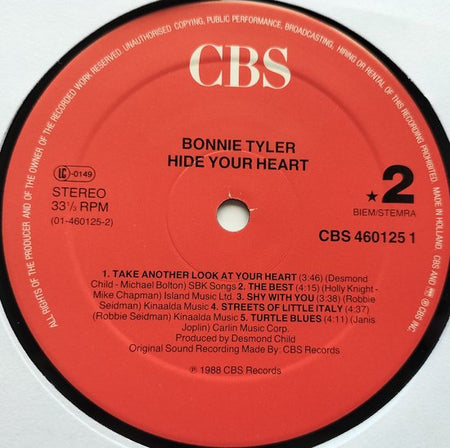 ALL RIGHTS OF THE PRODUCER AND OF THE OWNER OF THE RECORDED WORK RESERVED. UNAUTHORISED COPYING, PUBLIC PERFORMANCE, BROADCASTING, HIRING OR RENTAL OF THIS RECORDING PROHIBITED. MADE IN HOLLAND. CBS AND ℗ CBS INC.
CBS
BONNIE TYLER
HIDE YOUR HEART
LC-0149
STEREO
33⅓ RPM
(01-460125-2)
★2
BIEM/STEMRA
CBS 460125 1
1. TAKE ANOTHER LOOK AT YOUR HEART (3:46) (Desmond
Child - Michael Bolton) SBK Songs 2. THE BEST (4:15) (Holly Knight -
Mike Chapman) Island Music Ltd. 3. SHY WITH YOU (3:38) (Robbie
Seidman) Kinaalda Music 4. STREETS OF LITTLE ITALY (4:37)
(Robbie Seidman) Kinaalda Music 5. TURTLE BLUES (4:11) (Janis
Joplin) Carlin Music Corp.
Produced by Desmond Child
Original Sound Recording Made By: CBS Records
℗ 1988 CBS Records